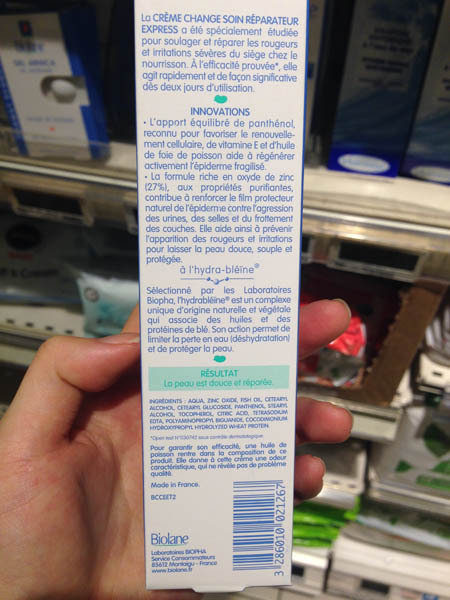 La CRÈME CHANGE SOIN RÉPARATEUR
EXPRESS a été spécialement étudiée
pour soulager et réparer les rougeurs
et irritations sévères du siège chez le
nourrisson. À l'efficacité prouvée*, elle
agit rapidement et de façon significative
dès deux jours d'utilisation.
INNOVATIONS
• L'apport équilibré de panthénol,
reconnu pour favoriser le renouvelle-
ment cellulaire, de vitamine E et d'huile
de foie de poisson aide à régénérer
activement l'épiderme fragilisé.
• La formule riche en oxyde de zinc
(27%), aux propriétés purifiantes,
contribue à renforcer le film protecteur
naturel de l'épiderme contre l'agression
des urines, des selles et du frottement
des couches. Elle aide ainsi à prévenir
l'apparition des rougeurs et irritations
pour laisser la peau douce, souple et
protégée.
à l'hydra-bléine®
Sélectionné par les Laboratoires
Biopha, l'hydrabléine® est un complexe
unique d'origine naturelle et végétale
qui associe des huiles et des
protéines de blé. Son action permet de
limiter la perte en eau (déshydratation)
et de protéger la peau.
RÉSULTAT
La peau est douce et réparée.
INGRÉDIENTS : AQUA, ZINC OXIDE, FISH OIL, CETEARYL
ALCOHOL, CETEARYL GLUCOSIDE, PANTHENOL, STEARYL
ALCOHOL, TOCOPHEROL, CITRIC ACID, TETRASODIUM
EDTA, POLYAMINOPROPYL BIGUANIDE, COCODIMONIUM
HYDROXYPROPYL HYDROLYZED WHEAT PROTEIN.
*Open test N°1130742 sous contrôle dermatologique
Pour garantir son efficacité, une huile de
poisson rentre dans la composition de ce
produit. Elle donne à cette crème une odeur
caractéristique, qui ne révèle pas de problème
qualité.
Made in France.
BCCEET2
Biolane
Laboratoires BIOPHA
Service Consommateurs
85612 Montaigu - France
www.biolane.fr
3 286010 021267
GEL ARNICA